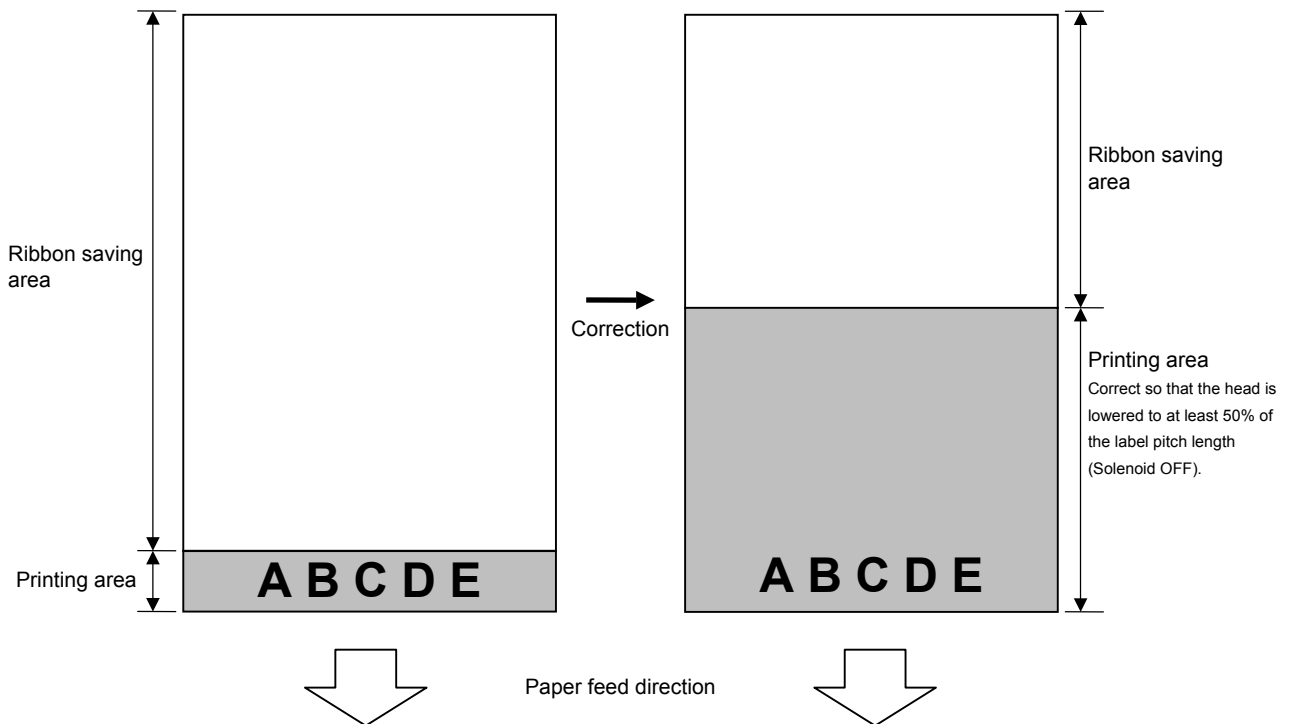 Ribbon saving
area
Printing area
A B C D E
Correction
Ribbon saving
area
Printing area
Correct so that the head is
lowered to at least 50% of
the label pitch length
(Solenoid OFF).
A B C D E
Paper feed direction